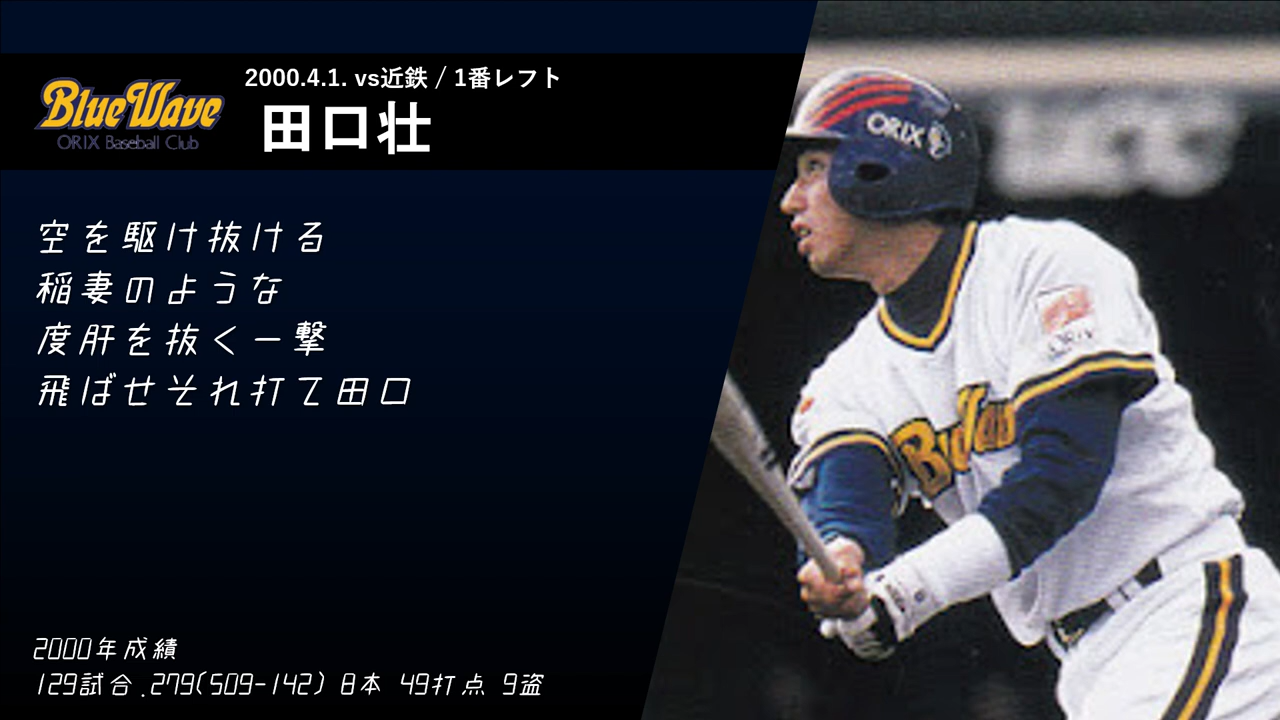 BlueWave
ORIX Baseball Club
2000.4.1. vs近鉄 / 1番レフト
田口壮
空を駆け抜ける
稲妻のような
度肝を抜く一撃
飛ばせそれ打て田口
2000年成績
129試合 .279(509-142) 8本 49打点 9盗
ORIX
ORIX